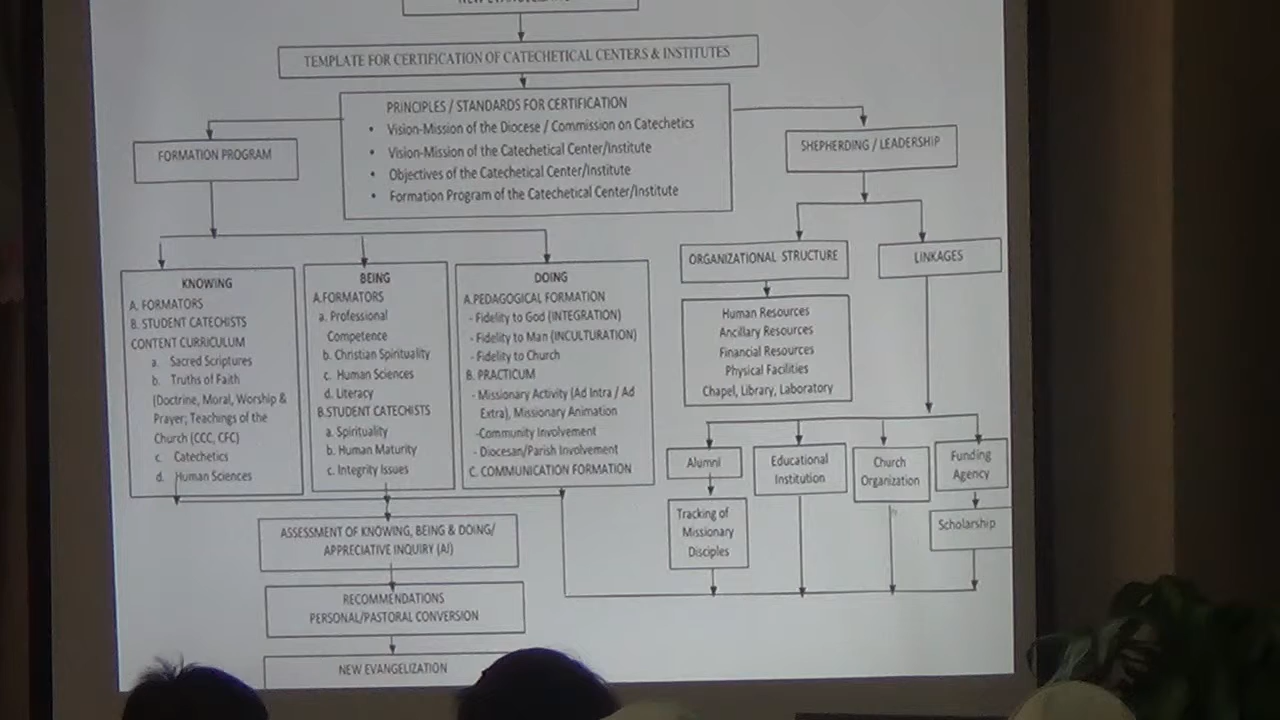 NEW EVANGELIZATION
TEMPLATE FOR CERTIFICATION OF CATECHETICAL CENTERS & INSTITUTES
PRINCIPLES / STANDARDS FOR CERTIFICATION
• Vision-Mission of the Diocese / Commission on Catechetics
• Vision-Mission of the Catechetical Center/Institute
• Objectives of the Catechetical Center/Institute
• Formation Program of the Catechetical Center/Institute
FORMATION PROGRAM
SHEPHERDING / LEADERSHIP
KNOWING
A. FORMATORS
B. STUDENT CATECHISTS
CONTENT CURRICULUM
a. Sacred Scriptures
b. Truths of Faith
(Doctrine, Moral, Worship &
Prayer; Teachings of the
Church (CCC, CFC)
c. Catechetics
d. Human Sciences
BEING
A.FORMATORS
a. Professional
Competence
b. Christian Spirituality
c. Human Sciences
d. Literacy
B.STUDENT CATECHISTS
a. Spirituality
b. Human Maturity
c. Integrity Issues
DOING
A.PEDAGOGICAL FORMATION
- Fidelity to God (INTEGRATION)
- Fidelity to Man (INCULTURATION)
- Fidelity to Church
B. PRACTICUM
- Missionary Activity (Ad Intra / Ad
Extra), Missionary Animation
-Community Involvement
- Diocesan/Parish Involvement
C. COMMUNICATION FORMATION
ORGANIZATIONAL STRUCTURE
LINKAGES
Human Resources
Ancillary Resources
Financial Resources
Physical Facilities
Chapel, Library, Laboratory
Alumni
Educational
Institution
Church
Organization
Funding
Agency
Tracking of
Missionary
Disciples
Scholarship
ASSESSMENT OF KNOWING, BEING & DOING/
APPRECIATIVE INQUIRY (AI)
RECOMMENDATIONS
PERSONAL/PASTORAL CONVERSION
NEW EVANGELIZATION